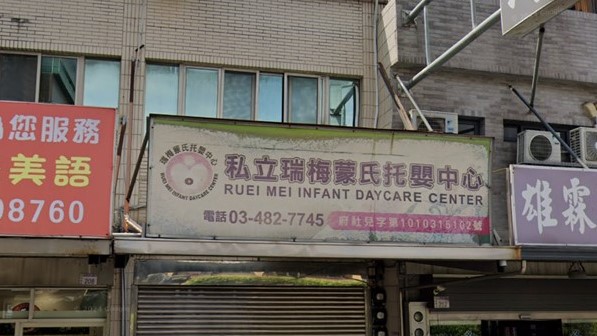 為您服務
美語
08760
瑞梅蒙氏托嬰中心
RUEI MEI INFANT DAYCARE CENTER
私立瑞梅蒙氏托嬰中心
RUEI MEI INFANT DAYCARE CENTER
電話 03-482-7745
府社兒字第1010316102號
雄霖